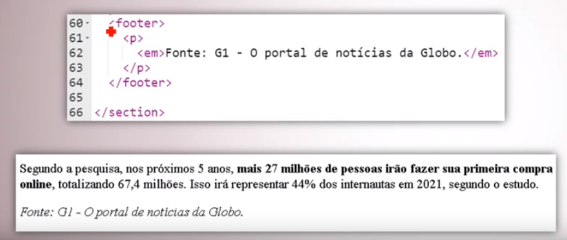 60 <footer>
61 <p>
62 <em>Fonte: G1 - O portal de notícias da Globo.</em>
63 </p>
64 </footer>
65
66 </section>
Segundo a pesquisa, nos próximos 5 anos, mais 27 milhões de pessoas irão fazer sua primeira compra
online, totalizando 67,4 milhões. Isso irá representar 44% dos internautas em 2021, segundo o estudo.
Fonte: G1 - O portal de notícias da Globo.